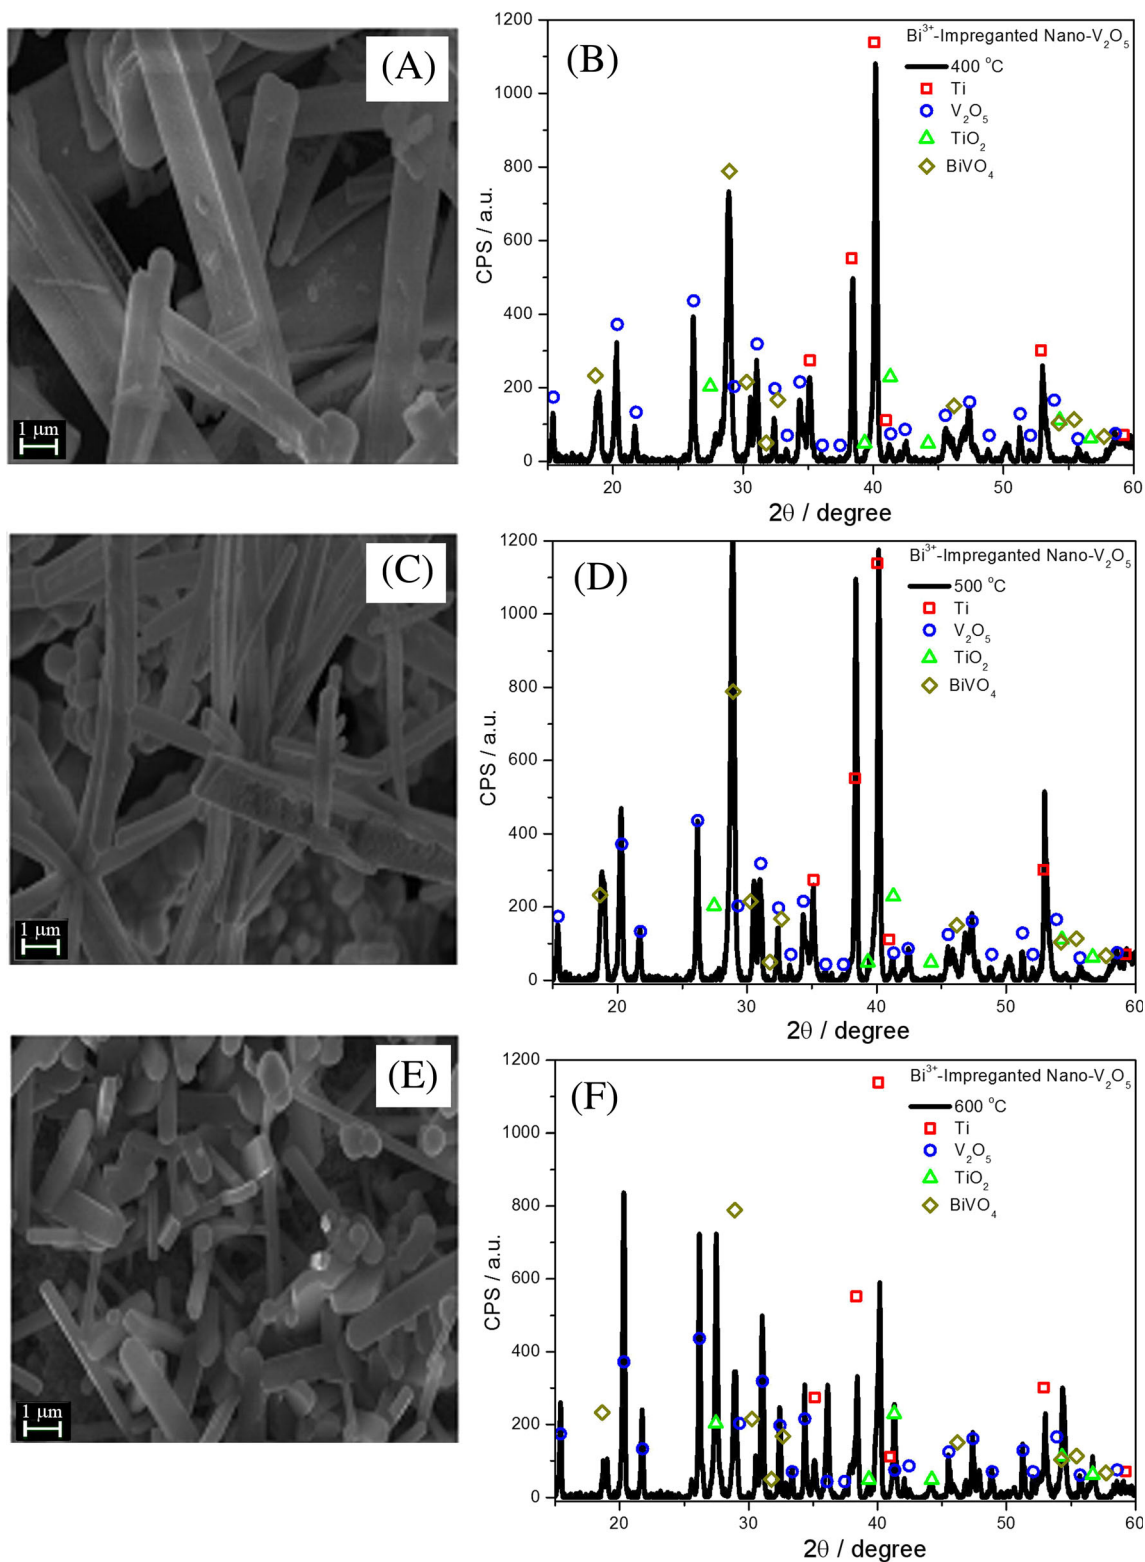 (A)
1 μm
(B)
Bi³⁺-Impreganted Nano-V₂O₅
400 °C
Ti
V₂O₅
TiO₂
BiVO₄
1200
1000
800
600
400
200
0
CPS / a.u.
20 30 40 50 60
2θ / degree
(C)
1 μm
(D)
Bi³⁺-Impreganted Nano-V₂O₅
500 °C
Ti
V₂O₅
TiO₂
BiVO₄
1200
1000
800
600
400
200
0
CPS / a.u.
20 30 40 50 60
2θ / degree
(E)
1 μm
(F)
Bi³⁺-Impreganted Nano-V₂O₅
600 °C
Ti
V₂O₅
TiO₂
BiVO₄
1200
1000
800
600
400
200
0
CPS / a.u.
20 30 40 50 60
2θ / degree